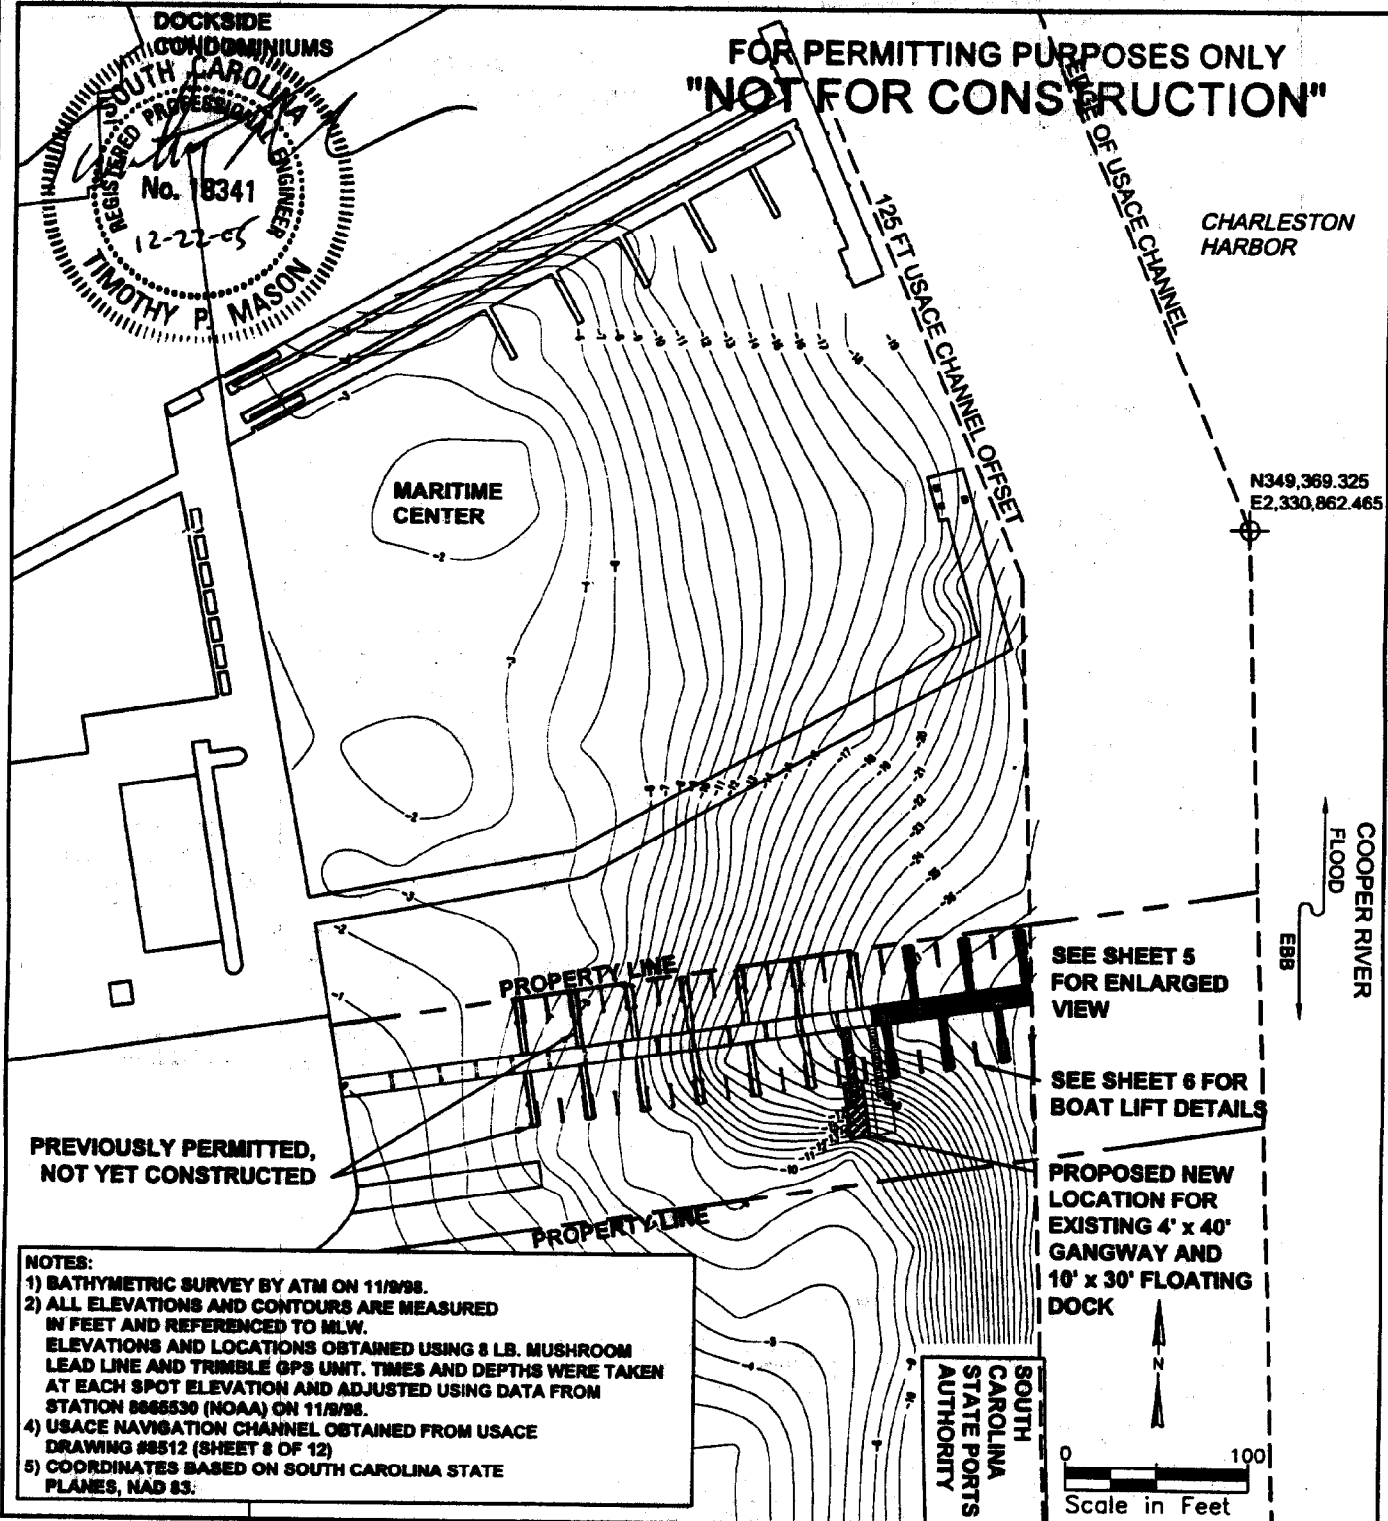 DOCKSIDE
CONDOMINIUMS
FOR PERMITTING PURPOSES ONLY
"NOT FOR CONSTRUCTION"
SOUTH CAROLINA
REGISTERED PROFESSIONAL ENGINEER
No. 18341
12-22-05
TIMOTHY P. MASON
EDGE OF USACE CHANNEL
125 FT USACE CHANNEL OFFSET
CHARLESTON
HARBOR
N349,369.325
E2,330,862.465
MARITIME
CENTER
COOPER RIVER
FLOOD
EBB
PROPERTY LINE
SEE SHEET 5
FOR ENLARGED
VIEW
SEE SHEET 6 FOR
BOAT LIFT DETAILS
PREVIOUSLY PERMITTED,
NOT YET CONSTRUCTED
PROPERTY LINE
PROPOSED NEW
LOCATION FOR
EXISTING 4' x 40'
GANGWAY AND
10' x 30' FLOATING
DOCK
NOTES:
1) BATHYMETRIC SURVEY BY ATM ON 11/9/98.
2) ALL ELEVATIONS AND CONTOURS ARE MEASURED
IN FEET AND REFERENCED TO MLW.
ELEVATIONS AND LOCATIONS OBTAINED USING 8 LB. MUSHROOM
LEAD LINE AND TRIMBLE GPS UNIT. TIMES AND DEPTHS WERE TAKEN
AT EACH SPOT ELEVATION AND ADJUSTED USING DATA FROM
STATION 8665530 (NOAA) ON 11/9/98.
4) USACE NAVIGATION CHANNEL OBTAINED FROM USACE
DRAWING #8512 (SHEET 8 OF 12)
5) COORDINATES BASED ON SOUTH CAROLINA STATE
PLANES, NAD 83.
SOUTH
CAROLINA
STATE PORTS
AUTHORITY
N
0 100
Scale in Feet